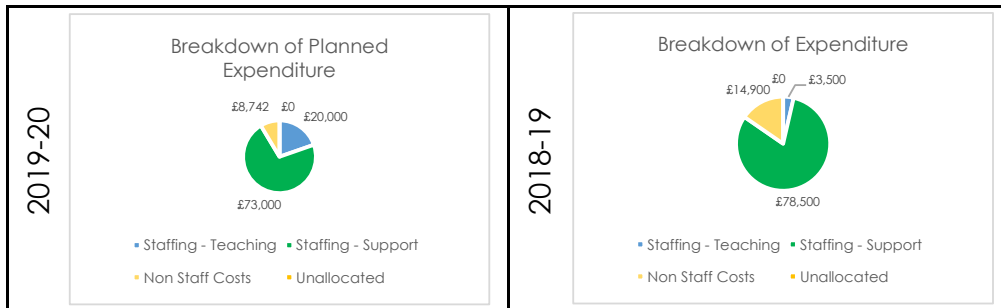 2019-20
Breakdown of Planned
Expenditure
£8,742 £0
£20,000
£73,000
Staffing - Teaching Staffing - Support
Non Staff Costs Unallocated
2018-19
Breakdown of Expenditure
£0 £3,500
£14,900
£78,500
Staffing - Teaching Staffing - Support
Non Staff Costs Unallocated